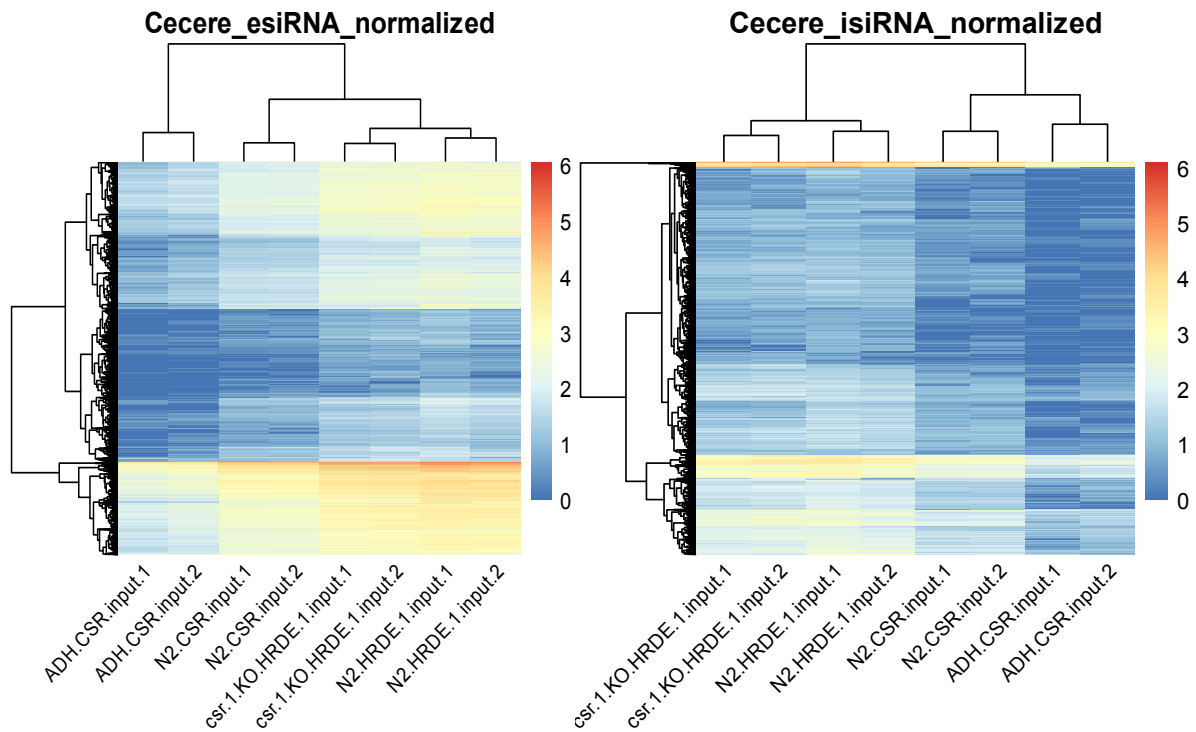 Cecere_esiRNA_normalized
6
5
4
3
2
1
0
ADH.CSR.input.1
ADH.CSR.input.2
N2.CSR.input.1
N2.CSR.input.2
csr.1.KO.HRDE.1.input.1
csr.1.KO.HRDE.1.input.2
N2.HRDE.1.input.1
N2.HRDE.1.input.2
Cecere_isiRNA_normalized
6
5
4
3
2
1
0
csr.1.KO.HRDE.1.input.1
csr.1.KO.HRDE.1.input.2
N2.HRDE.1.input.1
N2.HRDE.1.input.2
N2.CSR.input.1
N2.CSR.input.2
ADH.CSR.input.1
ADH.CSR.input.2